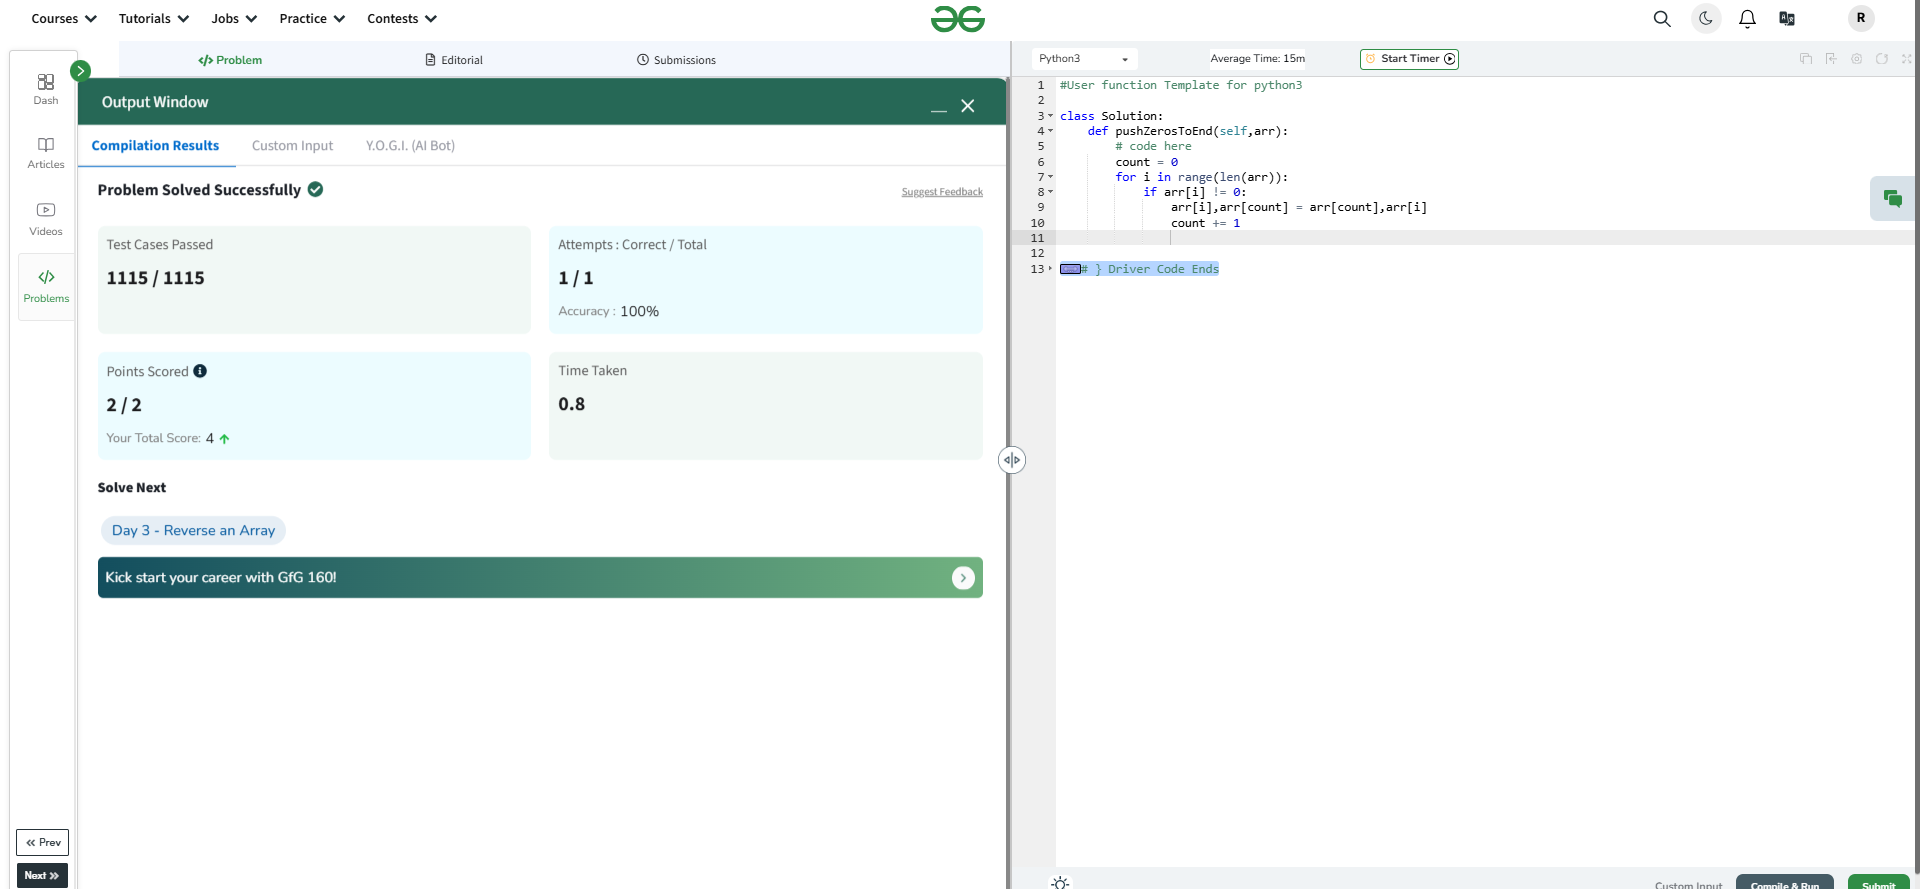 Courses Tutorials Jobs Practice Contests R
Dash
Articles
Videos
Problems
Prev
Next
Problem Editorial Submissions
Output Window
Compilation Results Custom Input Y.O.G.I. (AI Bot)
Problem Solved Successfully
Suggest Feedback
Test Cases Passed
1115 / 1115
Attempts : Correct / Total
1 / 1
Accuracy : 100%
Points Scored
2 / 2
Your Total Score: 4
Time Taken
0.8
Solve Next
Day 3 - Reverse an Array
Kick start your career with GfG 160!
Python3 Average Time: 15m Start Timer
1 #User function Template for python3
2
3 class Solution:
4 def pushZerosToEnd(self,arr):
5 # code here
6 count = 0
7 for i in range(len(arr)):
8 if arr[i] != 0:
9 arr[i],arr[count] = arr[count],arr[i]
10 count += 1
11
12
13 # } Driver Code Ends
Custom Input Compile & Run Submit